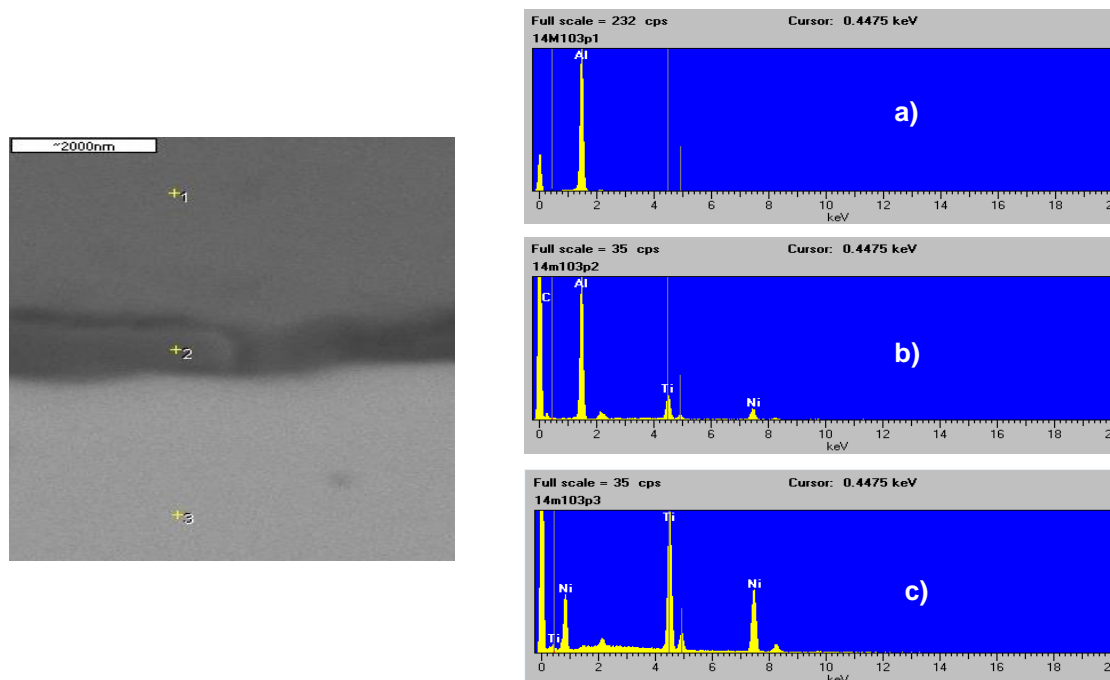 ~2000nm
1
2
3
Full scale = 232 cps Cursor: 0.4475 keV
14M103p1
Al
a)
0 2 4 6 8 10 12 14 16 18 2
keV
Full scale = 35 cps Cursor: 0.4475 keV
14m103p2
C Al
b)
Ti Ni
0 2 4 6 8 10 12 14 16 18 2
keV
Full scale = 35 cps Cursor: 0.4475 keV
14m103p3
Ti
Ni Ni
c)
Ti
0 2 4 6 8 10 12 14 16 18 2
keV